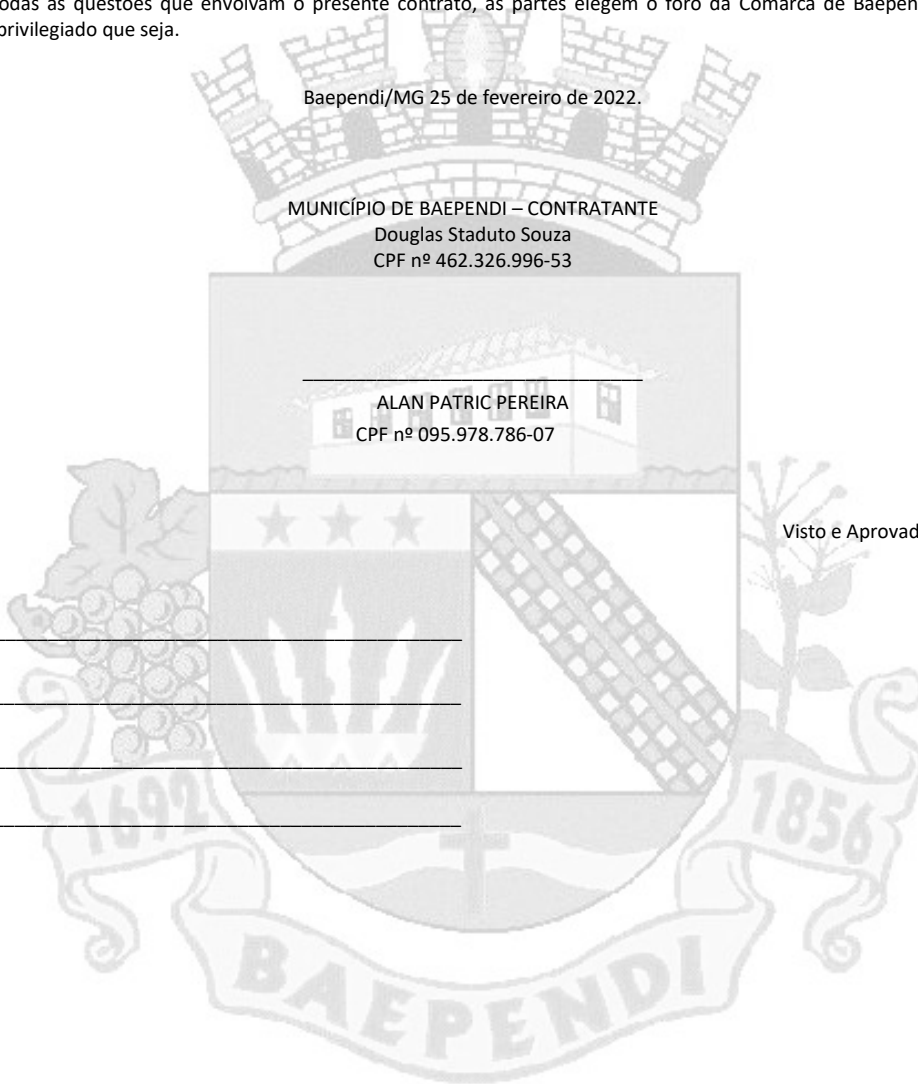 odas as questões que envolvam o presente contrato, as partes elegem o foro da Comarca de Baepen
privilegiado que seja.
Baependi/MG 25 de fevereiro de 2022.
MUNICÍPIO DE BAEPENDI – CONTRATANTE
Douglas Staduto Souza
CPF nº 462.326.996-53
ALAN PATRIC PEREIRA
CPF nº 095.978.786-07
Visto e Aprovad
1692
1856
BAEPENDI